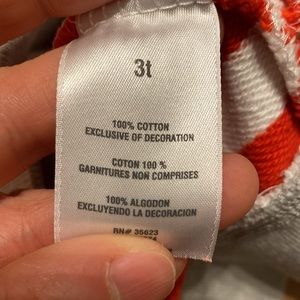 3t
100% COTTON
EXCLUSIVE OF DECORATION
COTON 100 %
GARNITURES NON COMPRISES
100% ALGODON
EXCLUYENDO LA DECORACION
RN# 35623